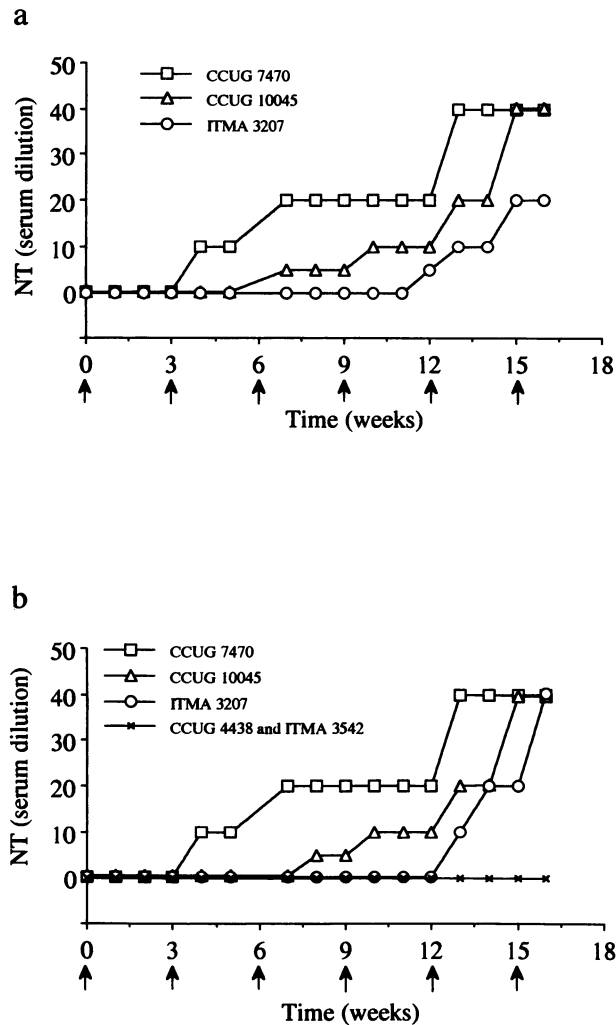 a
50
40
30
20
10
0
NT (serum dilution)
CCUG 7470
CCUG 10045
ITMA 3207
0 3 6 9 12 15 18
Time (weeks)
b
50
40
30
20
10
0
NT (serum dilution)
CCUG 7470
CCUG 10045
ITMA 3207
CCUG 4438 and ITMA 3542
0 3 6 9 12 15 18
Time (weeks)